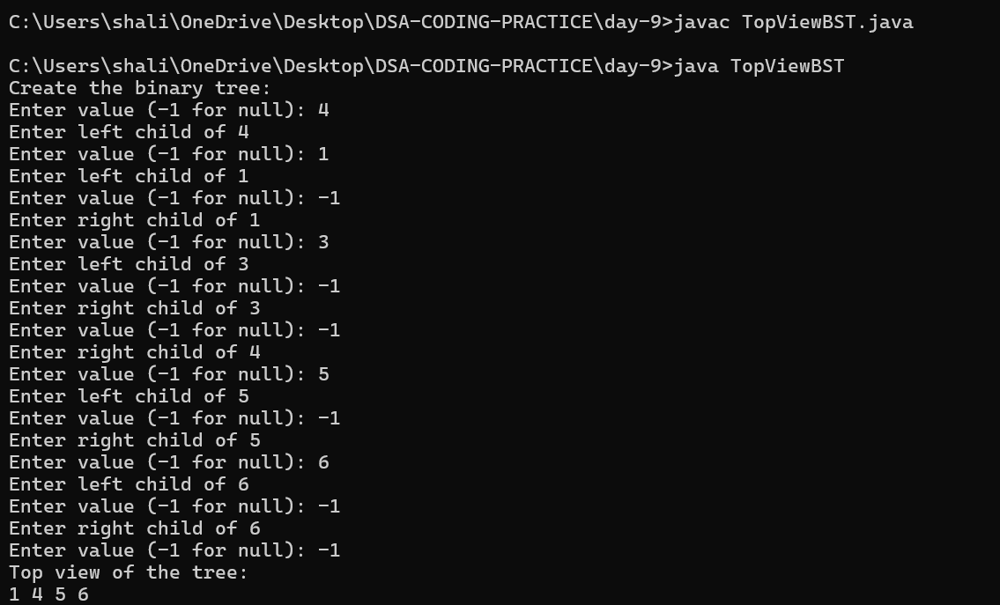 C:\Users\shali\OneDrive\Desktop\DSA-CODING-PRACTICE\day-9>javac TopViewBST.java
C:\Users\shali\OneDrive\Desktop\DSA-CODING-PRACTICE\day-9>java TopViewBST
Create the binary tree:
Enter value (-1 for null): 4
Enter left child of 4
Enter value (-1 for null): 1
Enter left child of 1
Enter value (-1 for null): -1
Enter right child of 1
Enter value (-1 for null): 3
Enter left child of 3
Enter value (-1 for null): -1
Enter right child of 3
Enter value (-1 for null): -1
Enter right child of 4
Enter value (-1 for null): 5
Enter left child of 5
Enter value (-1 for null): -1
Enter right child of 5
Enter value (-1 for null): 6
Enter left child of 6
Enter value (-1 for null): -1
Enter right child of 6
Enter value (-1 for null): -1
Top view of the tree:
1 4 5 6